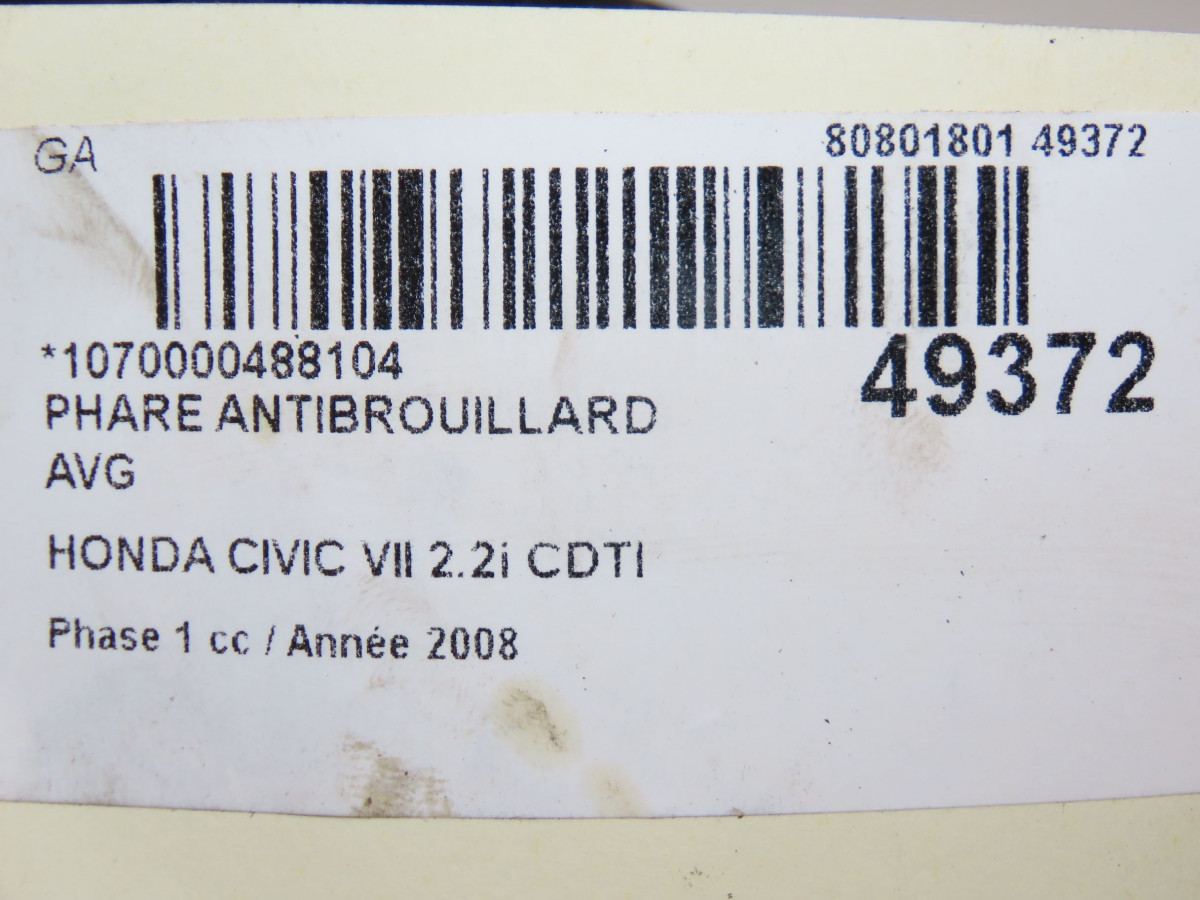 GA
80801801 49372
*1070000488104
49372
PHARE ANTIBROUILLARD
AVG
HONDA CIVIC VII 2.2i CDTI
Phase 1 cc / Année 2008